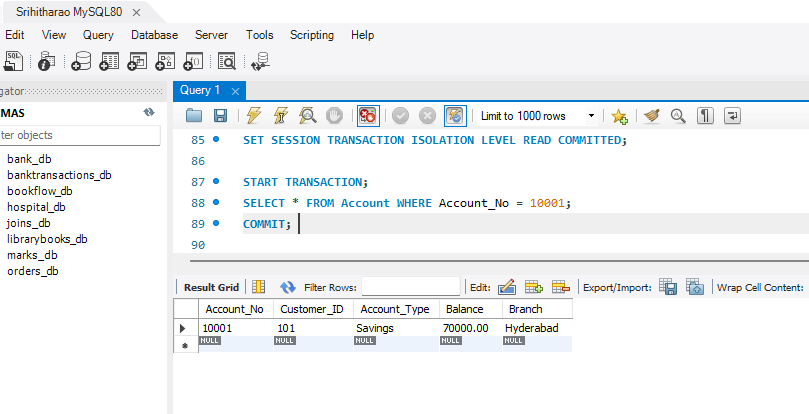 Srihitharao MySQL80 ×
Edit View Query Database Server Tools Scripting Help
gator
MAS
ter objects
bank_db
banktransactions_db
bookflow_db
hospital_db
joins_db
librarybooks_db
marks_db
orders_db
Query 1 ×
Limit to 1000 rows
85 SET SESSION TRANSACTION ISOLATION LEVEL READ COMMITTED;
86
87 START TRANSACTION;
88 SELECT * FROM Account WHERE Account_No = 10001;
89 COMMIT;
90
Result Grid Filter Rows: Edit: Export/Import: Wrap Cell Content:
Account_No Customer_ID Account_Type Balance Branch
10001 101 Savings 70000.00 Hyderabad
NULL NULL NULL NULL NULL